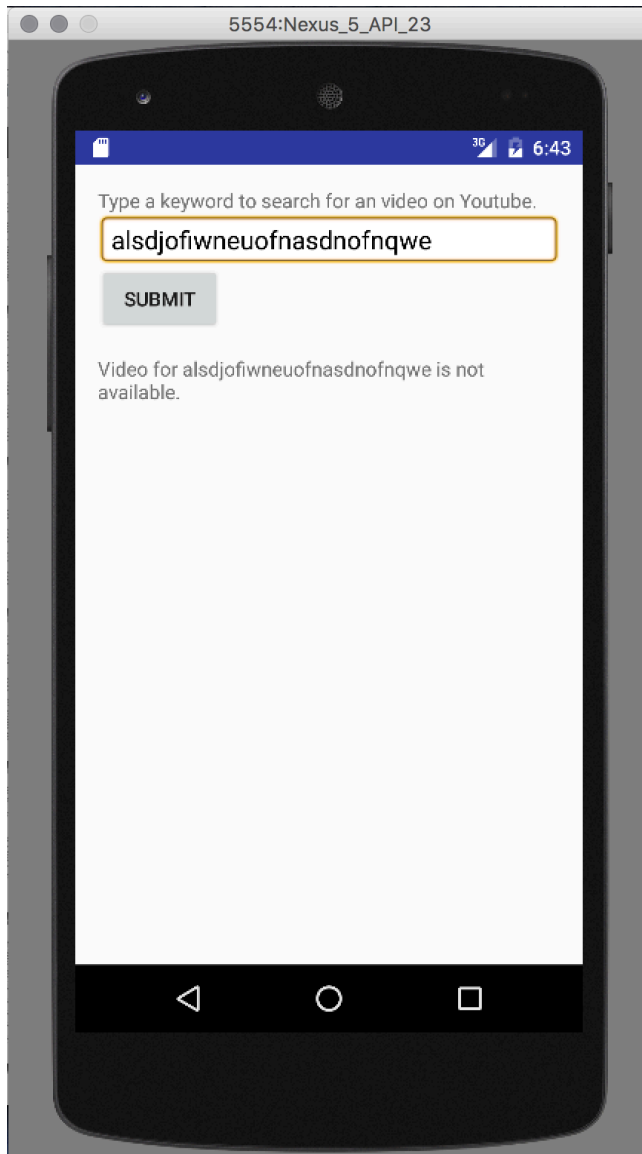 5554:Nexus_5_API_23
3G 6:43
Type a keyword to search for an video on Youtube.
alsdjofiwneuofnasdnofnqwe
SUBMIT
Video for alsdjofiwneuofnasdnofnqwe is not
available.